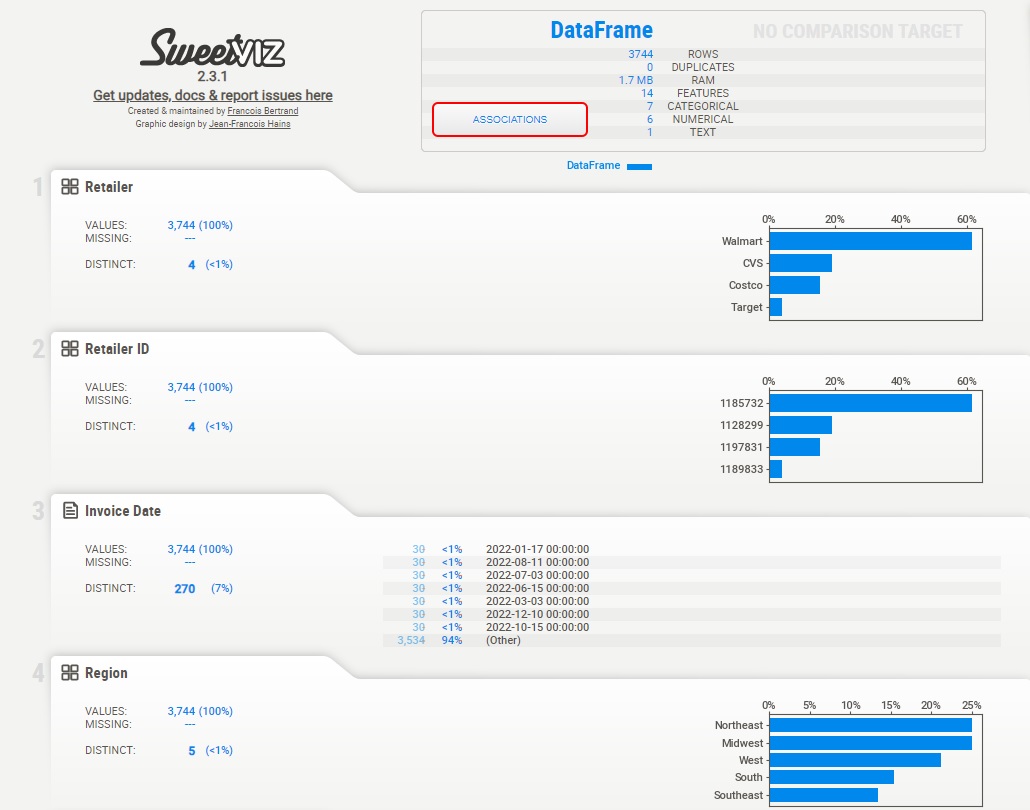 SweetVIZ
2.3.1
Get updates, docs & report issues here
Created & maintained by Francois Bertrand
Graphic design by Jean-Francois Hains
DataFrame NO COMPARISON TARGET
3744 ROWS
0 DUPLICATES
1.7 MB RAM
14 FEATURES
7 CATEGORICAL
6 NUMERICAL
1 TEXT
ASSOCIATIONS
DataFrame
1 Retailer
VALUES: 3,744 (100%)
MISSING: ---
DISTINCT: 4 (<1%)
0% 20% 40% 60%
Walmart
CVS
Costco
Target
2 Retailer ID
VALUES: 3,744 (100%)
MISSING: ---
DISTINCT: 4 (<1%)
0% 20% 40% 60%
1185732
1128299
1197831
1189833
3 Invoice Date
VALUES: 3,744 (100%)
MISSING: ---
DISTINCT: 270 (7%)
30 <1% 2022-01-17 00:00:00
30 <1% 2022-08-11 00:00:00
30 <1% 2022-07-03 00:00:00
30 <1% 2022-06-15 00:00:00
30 <1% 2022-03-03 00:00:00
30 <1% 2022-12-10 00:00:00
30 <1% 2022-10-15 00:00:00
3,534 94% (Other)
4 Region
VALUES: 3,744 (100%)
MISSING: ---
DISTINCT: 5 (<1%)
0% 5% 10% 15% 20% 25%
Northeast
Midwest
West
South
Southeast